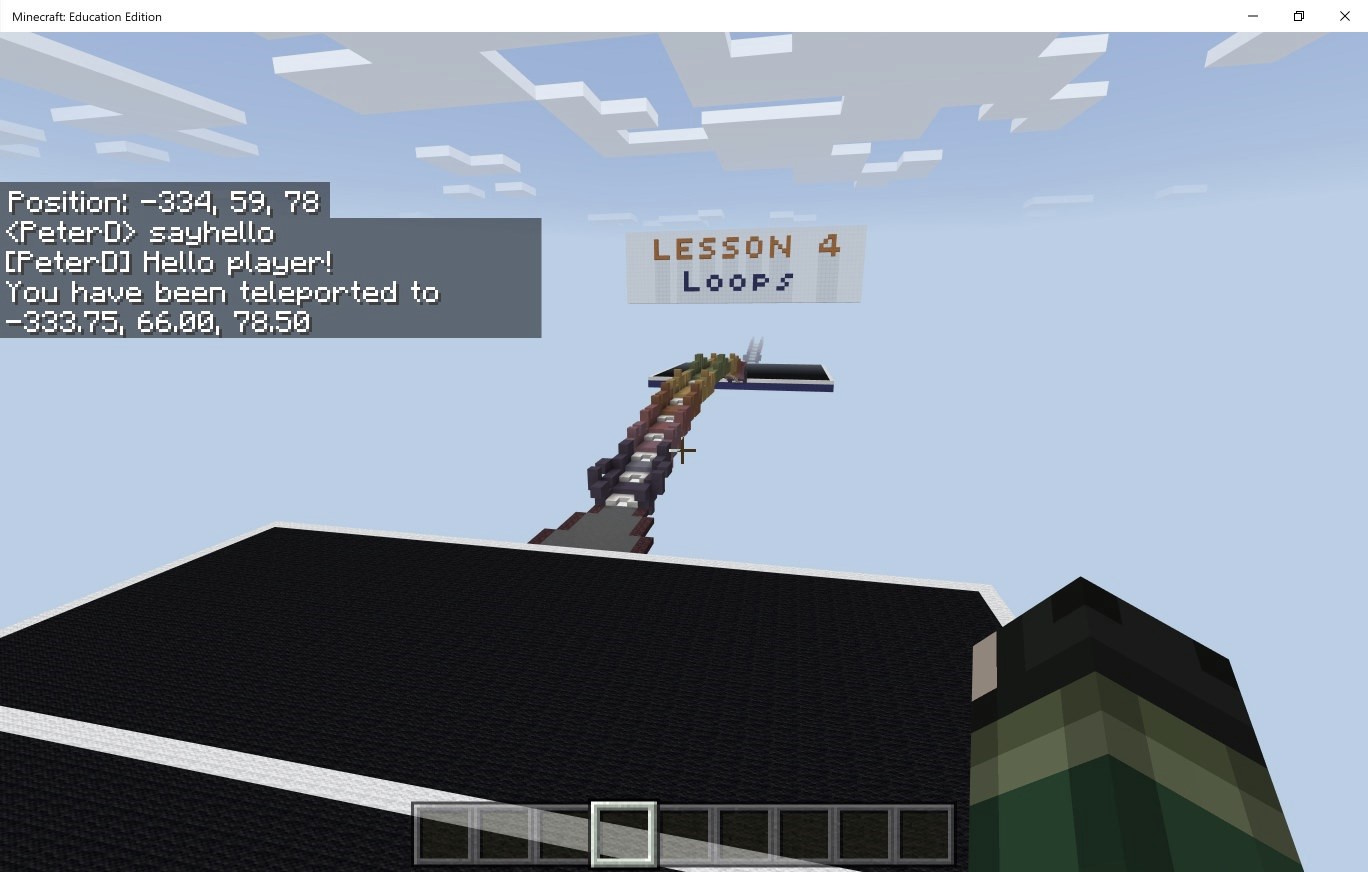 Minecraft: Education Edition
Position: -334, 59, 78
<PeterD> sayhello
[PeterD] Hello player!
You have been teleported to
-333.75, 66.00, 78.50
LESSON 4
Loops